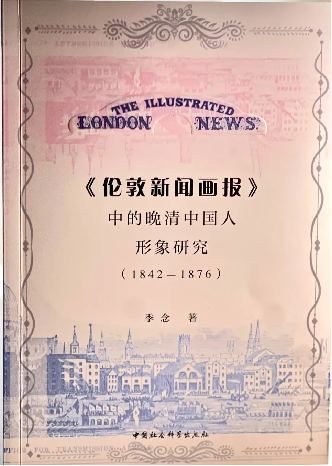 THE ILLUSTRATED
LONDON NEWS
《伦敦新闻画报》
中的晚清中国人
形象研究
（1842—1876）
季念 著
中国社会科学出版社